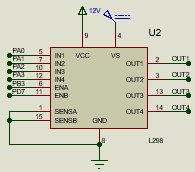 12V
U2
9
4
PA0 5 IN1 VCC VS
PA1 7 IN2 OUT1 2 OUT1
PA2 10 IN3
PA3 12 IN4 OUT2 3 OUT2
PB3 6 ENA
PD7 11 ENB OUT3 13 OUT3
1 SENSA OUT4 14 OUT4
15 SENSB GND
8 L298